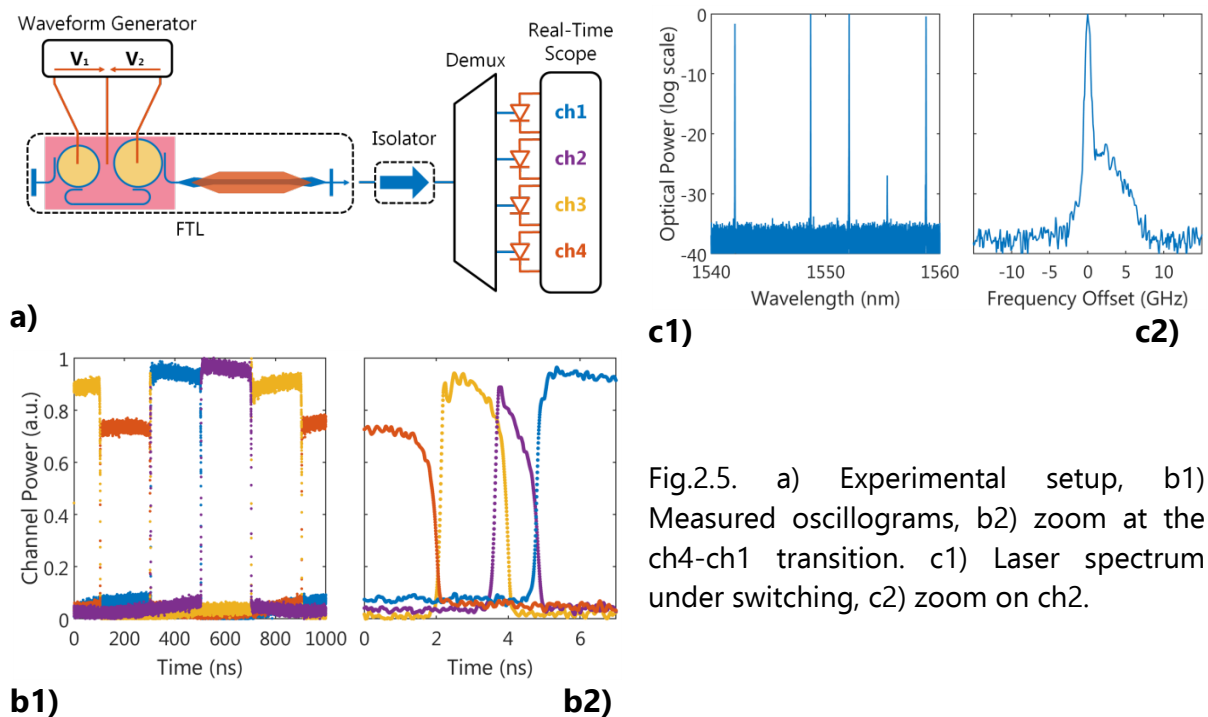 Waveform Generator
V₁ V₂
Real-Time
Scope
Demux
ch1
Isolator
ch2
ch3
ch4
FTL
a)
Optical Power (log scale)
0
-10
-20
-30
-40
1540 1550 1560
Wavelength (nm)
-10 -5 0 5 10
Frequency Offset (GHz)
c1) c2)
Channel Power (a.u.)
1
0.8
0.6
0.4
0.2
0
0 200 400 600 800 1000
Time (ns)
0 2 4 6
Time (ns)
b1) b2)
Fig.2.5. a) Experimental setup, b1)
Measured oscillograms, b2) zoom at the
ch4-ch1 transition. c1) Laser spectrum
under switching, c2) zoom on ch2.